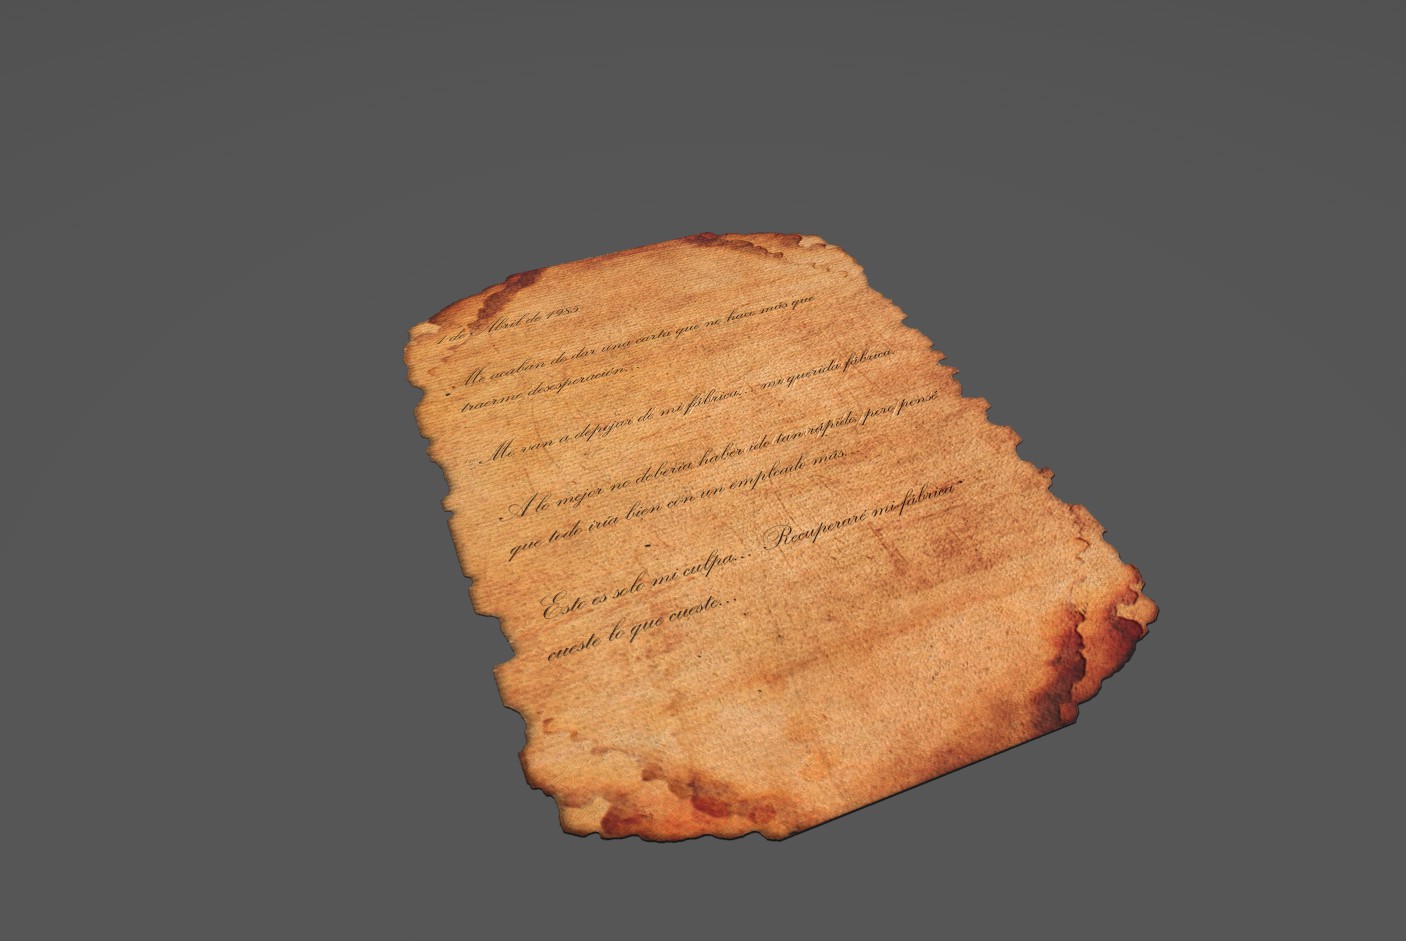 1 de Abril de 1985
Me acaban de dar una carta que no hace más que
traerme desesperación...
Me van a depojar de mi fábrica... mi querida fábrica.
A lo mejor no debería haber ido tan rápido, pero pensé
que todo iría bien con un empleado más...
Esto es solo mi culpa... Recuperaré mi fábrica
cueste lo que cueste...